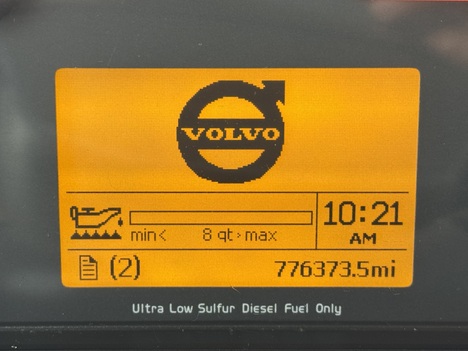 VOLVO
min< 8 qt>max
10:21
AM
(2)
776373.5mi
Ultra Low Sulfur Diesel Fuel Only